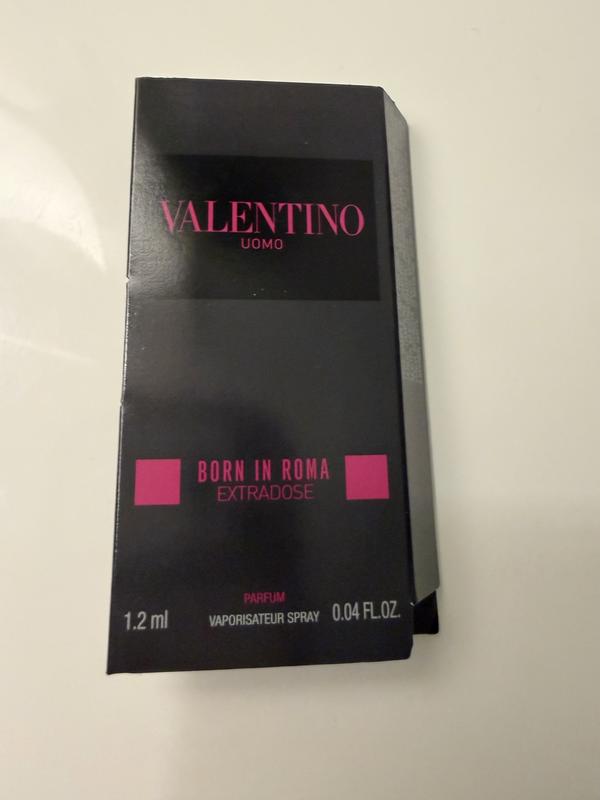 VALENTINO
UOMO
BORN IN ROMA
EXTRADOSE
PARFUM
1.2 ml VAPORISATEUR SPRAY 0.04 FL.OZ.